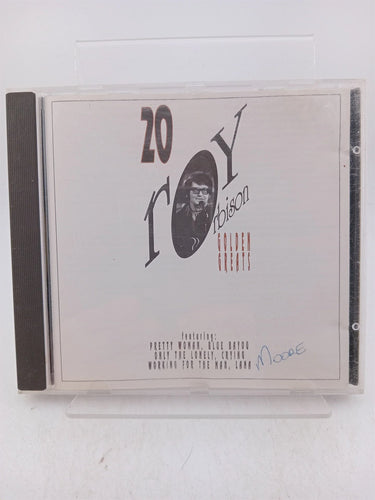 20
roy
rbison
GOLDEN
GREATS
featuring:
PRETTY WOMAN, BLUE BAYOU
ONLY THE LONELY, CRYING
WORKING FOR THE MAN, LANA
MOORE